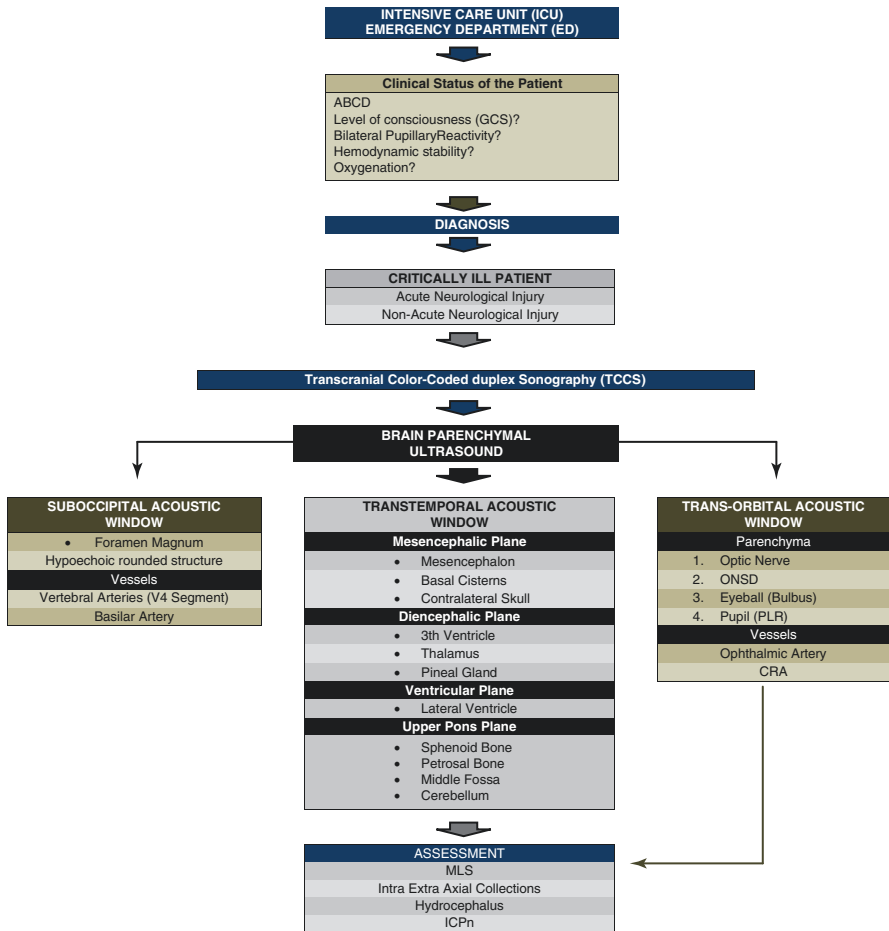 INTENSIVE CARE UNIT (ICU)
EMERGENCY DEPARTMENT (ED)
Clinical Status of the Patient
ABCD
Level of consciousness (GCS)?
Bilateral PupillaryReactivity?
Hemodynamic stability?
Oxygenation?
DIAGNOSIS
CRITICALLY ILL PATIENT
Acute Neurological Injury
Non-Acute Neurological Injury
Transcranial Color-Coded duplex Sonography (TCCS)
BRAIN PARENCHYMAL
ULTRASOUND
SUBOCCIPITAL ACOUSTIC
WINDOW
• Foramen Magnum
Hypoechoic rounded structure
Vessels
Vertebral Arteries (V4 Segment)
Basilar Artery
TRANSTEMPORAL ACOUSTIC
WINDOW
Mesencephalic Plane
• Mesencephalon
• Basal Cisterns
• Contralateral Skull
Diencephalic Plane
• 3th Ventricle
• Thalamus
• Pineal Gland
Ventricular Plane
• Lateral Ventricle
Upper Pons Plane
• Sphenoid Bone
• Petrosal Bone
• Middle Fossa
• Cerebellum
TRANS-ORBITAL ACOUSTIC
WINDOW
Parenchyma
1. Optic Nerve
2. ONSD
3. Eyeball (Bulbus)
4. Pupil (PLR)
Vessels
Ophthalmic Artery
CRA
ASSESSMENT
MLS
Intra Extra Axial Collections
Hydrocephalus
ICPn